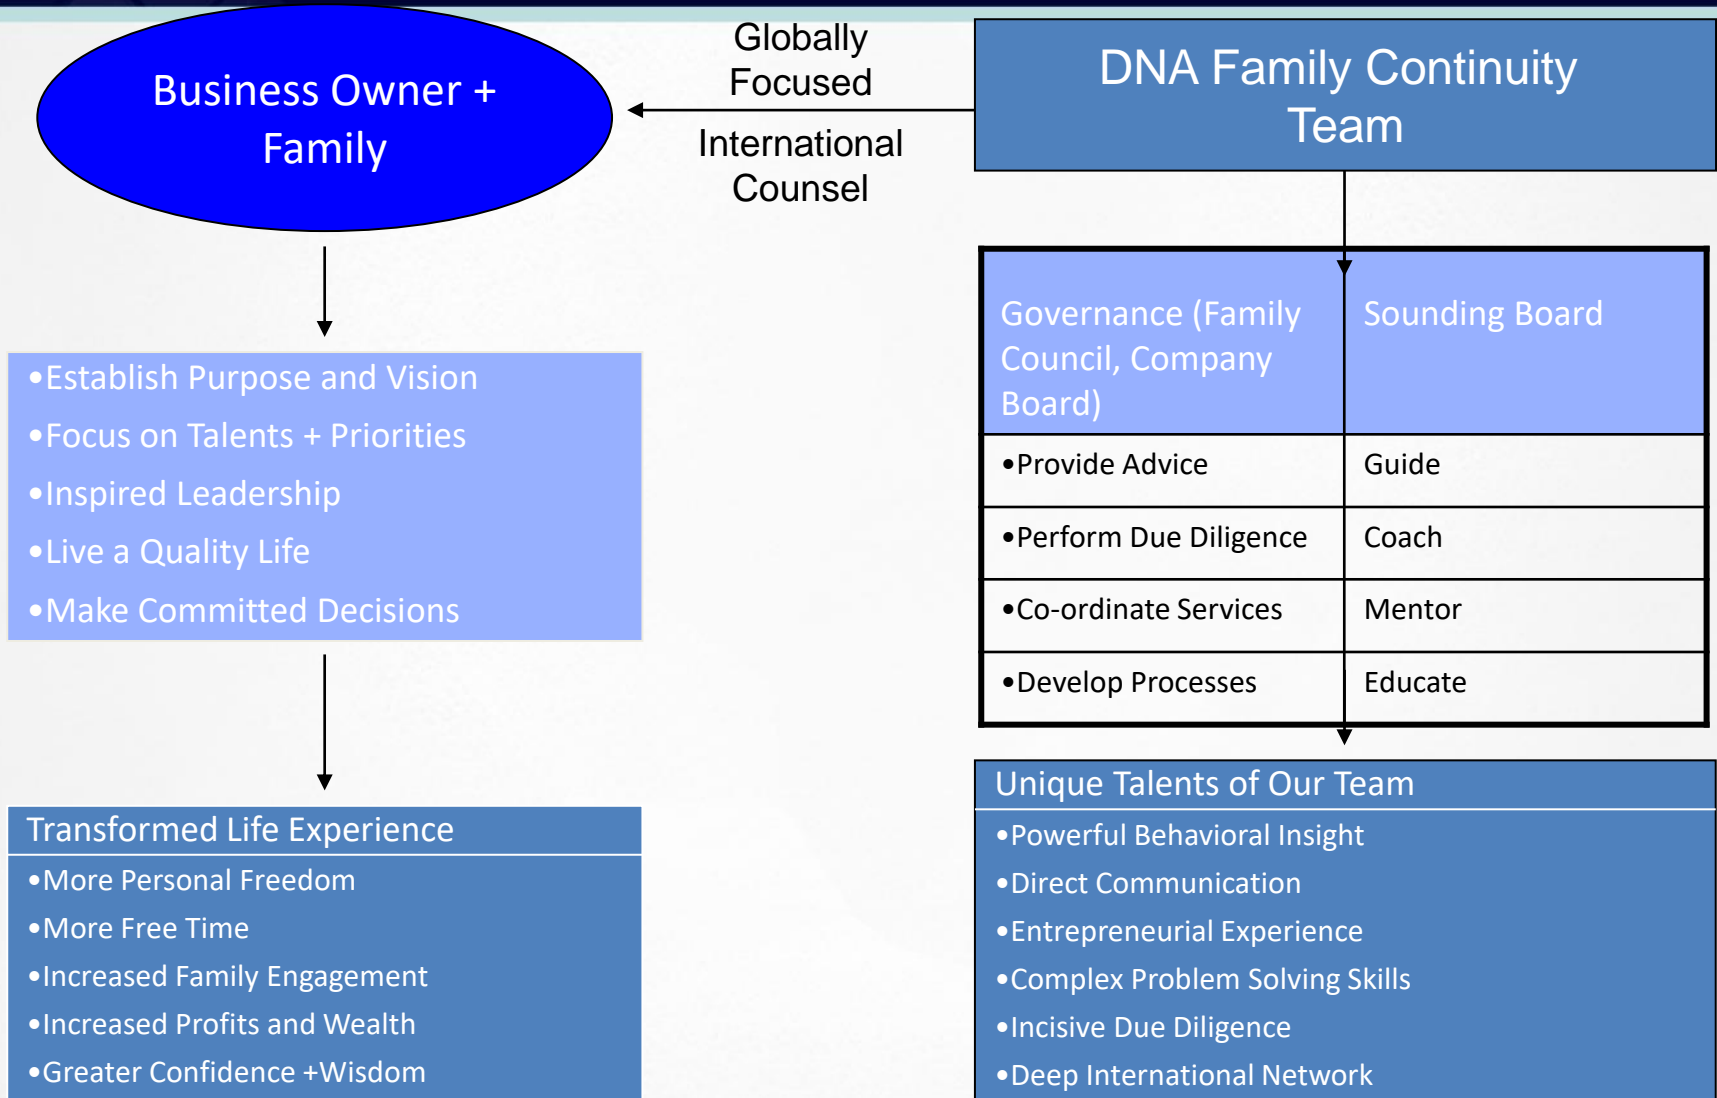 Business Owner +
Family
Globally
Focused
International
Counsel
DNA Family Continuity
Team
•Establish Purpose and Vision
•Focus on Talents + Priorities
•Inspired Leadership
•Live a Quality Life
•Make Committed Decisions
Governance (Family
Council, Company
Board)
Sounding Board
•Provide Advice
Guide
•Perform Due Diligence
Coach
•Co-ordinate Services
Mentor
•Develop Processes
Educate
Transformed Life Experience
•More Personal Freedom
•More Free Time
•Increased Family Engagement
•Increased Profits and Wealth
•Greater Confidence +Wisdom
Unique Talents of Our Team
•Powerful Behavioral Insight
•Direct Communication
•Entrepreneurial Experience
•Complex Problem Solving Skills
•Incisive Due Diligence
•Deep International Network